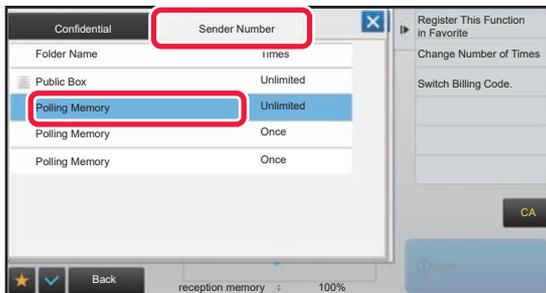 Confidential
Sender Number
Folder Name
Times
Public Box
Unlimited
Polling Memory
Unlimited
Polling Memory
Once
Polling Memory
Once
Back
reception memory : 100%
Register This Function
in Favorite
Change Number of Times
Switch Billing Code.
CA
Start